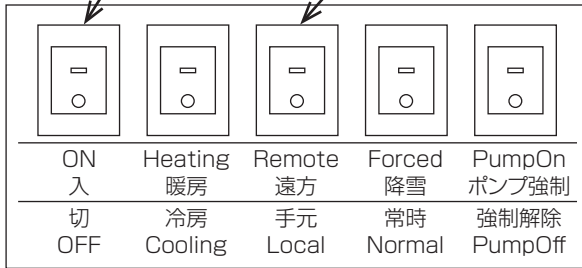 ON Heating Remote Forced PumpOn
入 暖房 遠方 降雪 ポンプ強制
切 冷房 手元 常時 強制解除
OFF Cooling Local Normal PumpOff